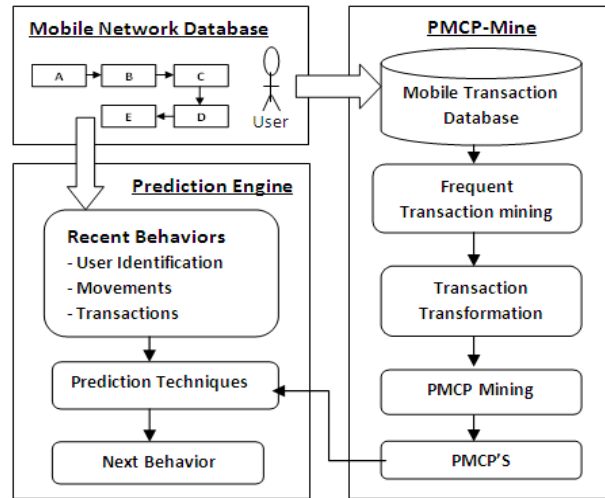 Mobile Network Database
A
B
C
E
D
User
Prediction Engine
Recent Behaviors
- User Identification
- Movements
- Transactions
Prediction Techniques
Next Behavior
PMCP-Mine
Mobile Transaction
Database
Frequent
Transaction mining
Transaction
Transformation
PMCP Mining
PMCP'S